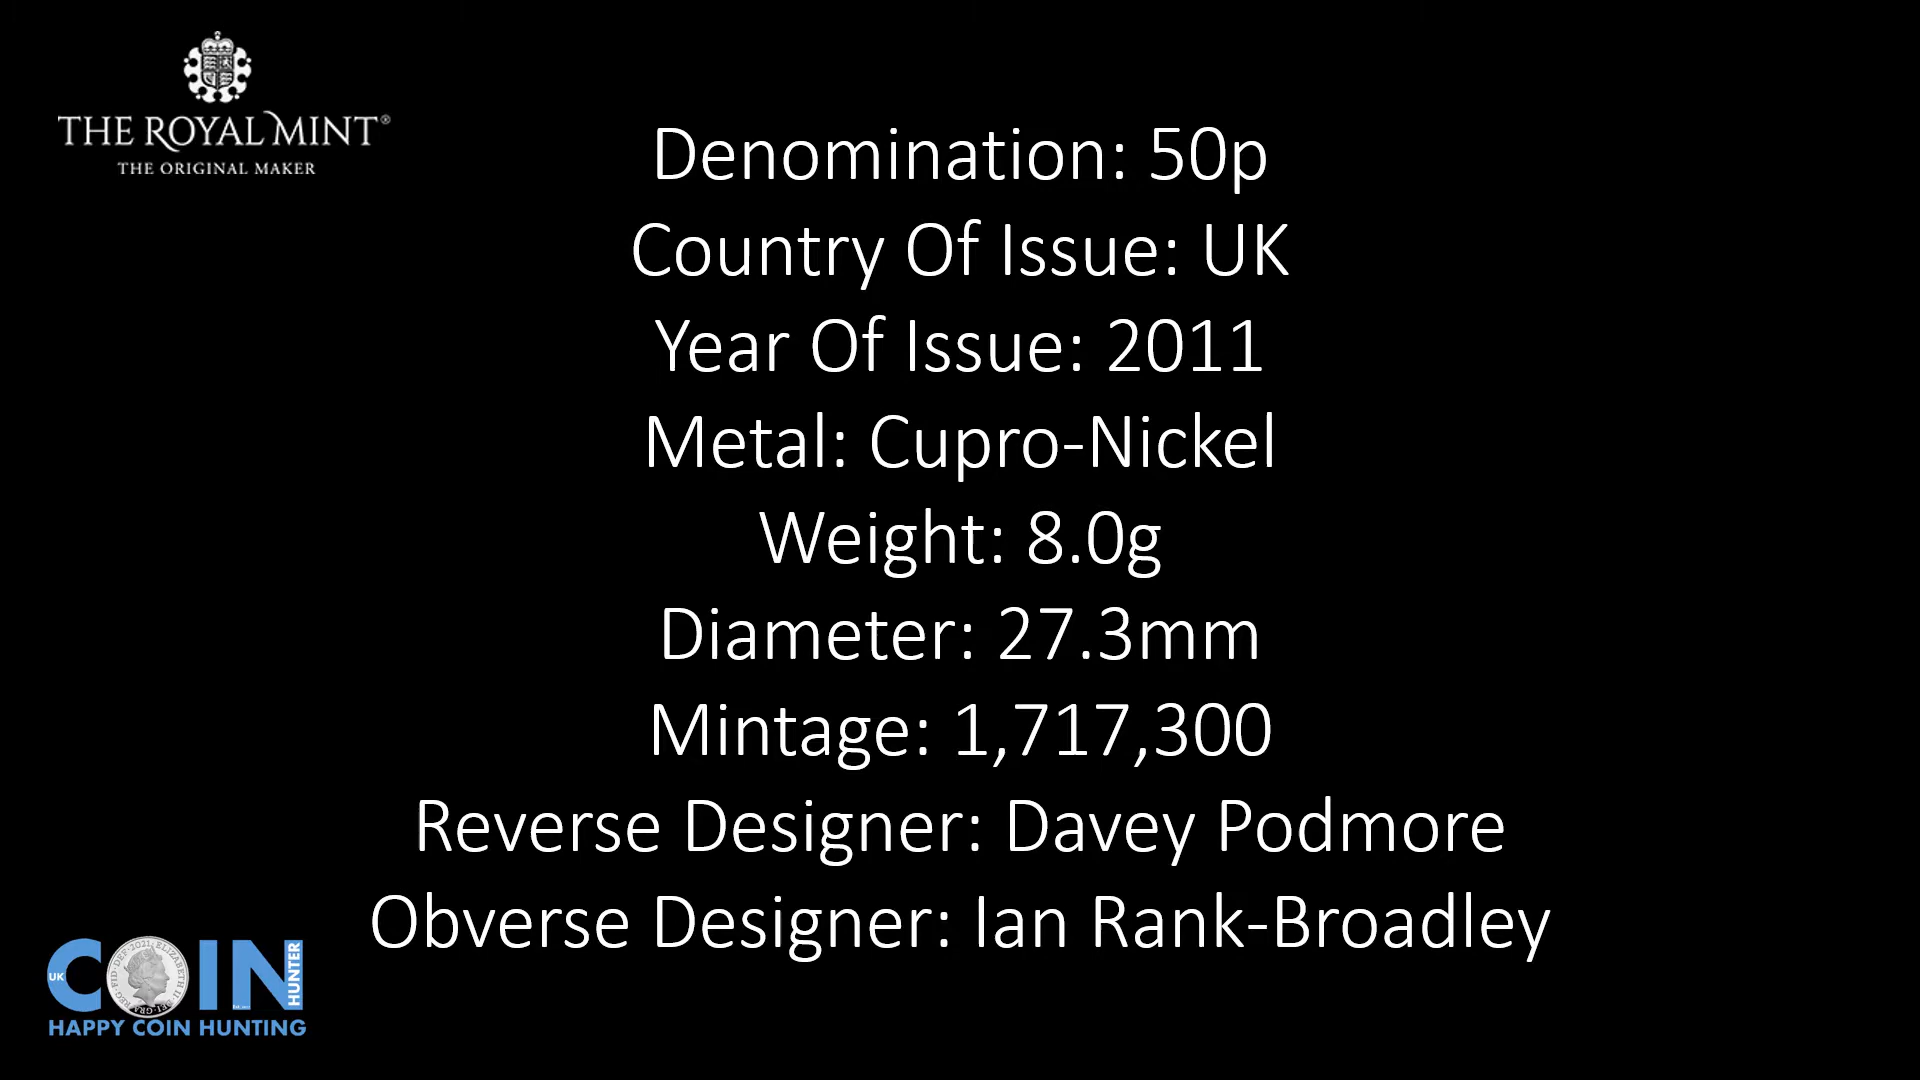 THE ROYAL MINT®
THE ORIGINAL MAKER
Denomination: 50p
Country Of Issue: UK
Year Of Issue: 2011
Metal: Cupro-Nickel
Weight: 8.0g
Diameter: 27.3mm
Mintage: 1,717,300
Reverse Designer: Davey Podmore
Obverse Designer: Ian Rank-Broadley
UK COIN HUNTER
HAPPY COIN HUNTING